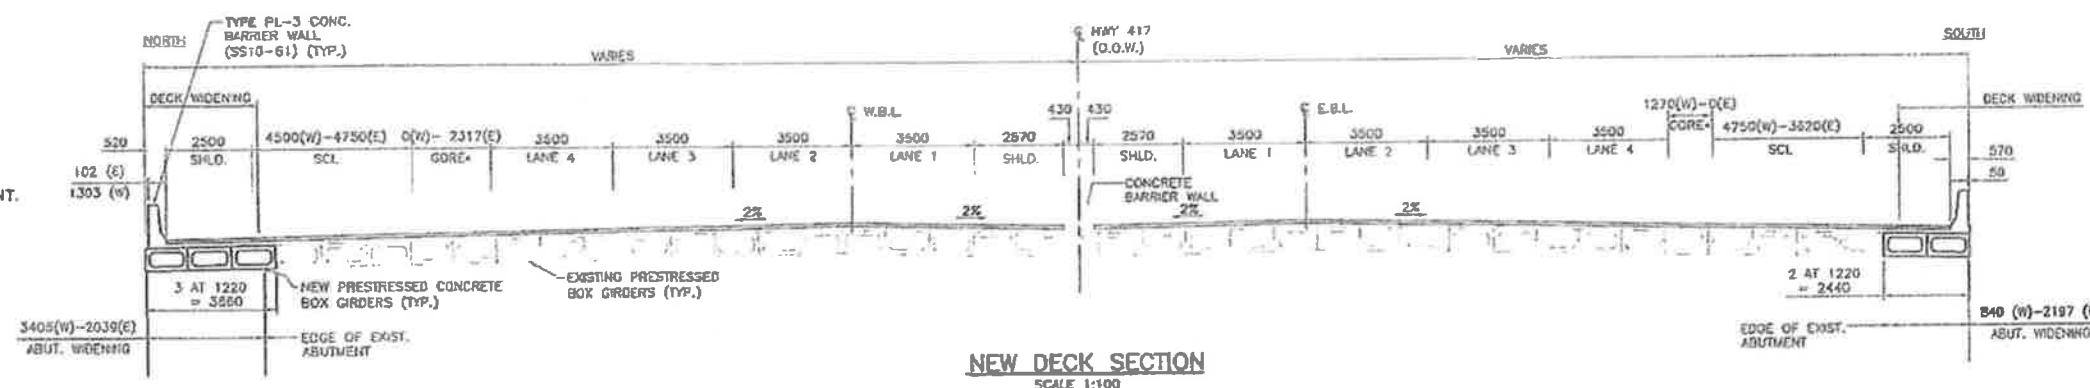 TYPE PL-3 CONC.
BARRIER WALL
(SS10-61) (TYP.)
NORTH
VARIES
℄ HWY 417
(O.O.W.)
VARIES
SOUTH
DECK WIDENING
℄ W.B.L.
430
430
℄ E.B.L.
1270(W)-0(E)
DECK WIDENING
520
2500
4500(W)-4750(E)
0(W)- 2317(E)
3500
3500
3500
3500
2570
2570
3500
3500
3500
3500
GORE*
4750(W)-3620(E)
2500
SHLD.
SCL
GORE*
LANE 4
LANE 3
LANE 2
LANE 1
SHLD.
SHLD.
LANE 1
LANE 2
LANE 3
LANE 4
SCL
SHLD.
570
50
102 (E)
1303 (W)
NT.
CONCRETE
BARRIER WALL
2%
2%
2%
2%
3 AT 1220
= 3660
NEW PRESTRESSED CONCRETE
BOX GIRDERS (TYP.)
EXISTING PRESTRESSED
BOX GIRDERS (TYP.)
2 AT 1220
= 2440
3405(W)-2039(E)
ABUT. WIDENING
EDGE OF EXIST.
ABUTMENT
EDGE OF EXIST.
ABUTMENT
840 (W)-2197 (
ABUT. WIDENING
NEW DECK SECTION
SCALE 1:100